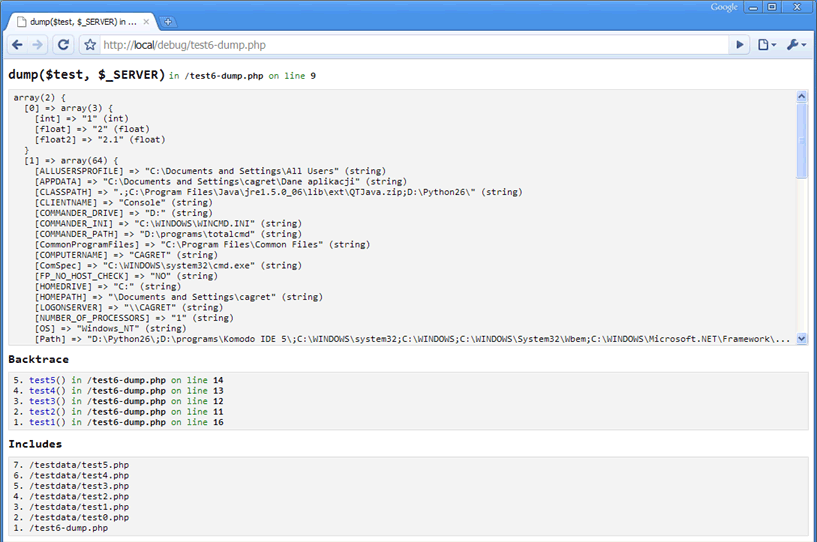 Google
dump($test, $_SERVER) in ...
http://local/debug/test6-dump.php
dump($test, $_SERVER) in /test6-dump.php on line 9
array(2) {
[0] => array(3) {
[int] => "1" (int)
[float] => "2" (float)
[float2] => "2.1" (float)
}
[1] => array(64) {
[ALLUSERSPROFILE] => "C:\Documents and Settings\All Users" (string)
[APPDATA] => "C:\Documents and Settings\cagret\Dane aplikacji" (string)
[CLASSPATH] => ".;C:\Program Files\Java\jre1.5.0_06\lib\ext\QTJava.zip;D:\Python26\" (string)
[CLIENTNAME] => "Console" (string)
[COMMANDER_DRIVE] => "D:" (string)
[COMMANDER_INI] => "C:\WINDOWS\WINCMD.INI" (string)
[COMMANDER_PATH] => "D:\programs\totalcmd" (string)
[CommonProgramFiles] => "C:\Program Files\Common Files" (string)
[COMPUTERNAME] => "CAGRET" (string)
[ComSpec] => "C:\WINDOWS\system32\cmd.exe" (string)
[FP_NO_HOST_CHECK] => "NO" (string)
[HOMEDRIVE] => "C:" (string)
[HOMEPATH] => "\Documents and Settings\cagret" (string)
[LOGONSERVER] => "\\CAGRET" (string)
[NUMBER_OF_PROCESSORS] => "1" (string)
[OS] => "Windows_NT" (string)
[Path] => "D:\Python26\;D:\programs\Komodo IDE 5\;C:\WINDOWS\system32;C:\WINDOWS;C:\WINDOWS\System32\Wbem;C:\WINDOWS\Microsoft.NET\Framework\...
Backtrace
5. test5() in /test6-dump.php on line 14
4. test4() in /test6-dump.php on line 13
3. test3() in /test6-dump.php on line 12
2. test2() in /test6-dump.php on line 11
1. test1() in /test6-dump.php on line 16
Includes
7. /testdata/test5.php
6. /testdata/test4.php
5. /testdata/test3.php
4. /testdata/test2.php
3. /testdata/test1.php
2. /testdata/test0.php
1. /test6-dump.php